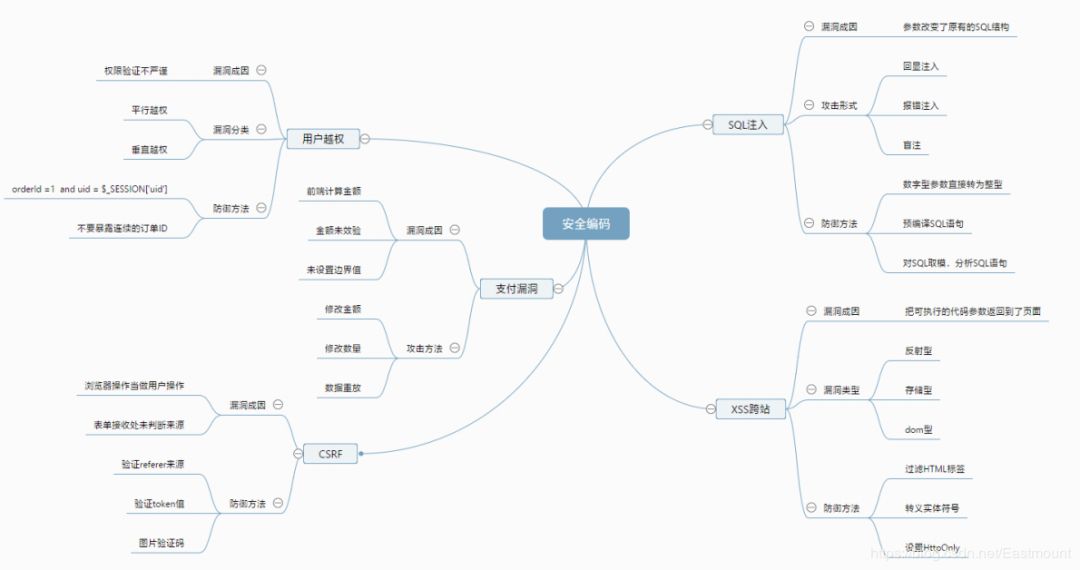 安全编码
SQL注入
漏洞成因
参数改变了原有的SQL结构
攻击形式
回显注入
报错注入
盲注
防御方法
数字型参数直接转为整型
预编译SQL语句
对SQL取模、分析SQL语句
XSS跨站
漏洞成因
把可执行的代码参数返回到了页面
漏洞类型
反射型
存储型
dom型
防御方法
过滤HTML标签
转义实体符号
设置HttpOnly
用户越权
漏洞成因
权限验证不严谨
漏洞分类
平行越权
垂直越权
防御方法
orderId =1 and uid = $_SESSION['uid']
不要暴露连续的订单ID
支付漏洞
漏洞成因
前端计算金额
金额未效验
未设置边界值
攻击方法
修改金额
修改数量
数据重放
CSRF
漏洞成因
浏览器操作当做用户操作
表单接收处未判断来源
防御方法
验证referer来源
验证token值
图片验证码
https://blog.csdn.net/Eastmount